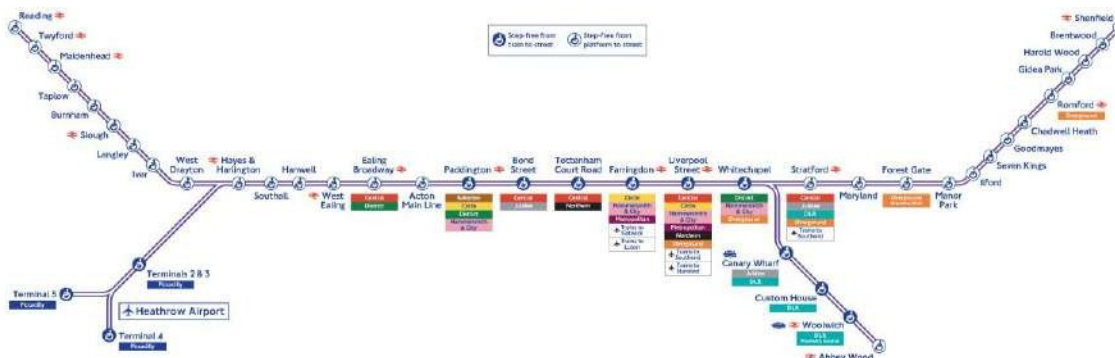 Reading
Twyford
Maidenhead
Taplow
Burnham
Slough
Langley
Iver
West
Drayton
Hayes &
Harlington
Southall
Hanwell
West
Ealing
Ealing
Broadway
Central
District
Acton
Main Line
Paddington
Bakerloo
Circle
District
Hammersmith
& City
Bond
Street
Central
Jubilee
Tottenham
Court Road
Central
Northern
Farringdon
Circle
Hammersmith
& City
Metropolitan
Trains to
Gatwick
Trains to
Luton
Liverpool
Street
Central
Circle
Hammersmith
& City
Metropolitan
Northern
Overground
Trains to
Southend
Trains to
Stansted
Whitechapel
District
Hammersmith
& City
Overground
Stratford
Central
Jubilee
DLR
Overground
Trains to
Southend
Maryland
Forest Gate
Overground
Manor
Park
Ilford
Seven Kings
Goodmayes
Chadwell Heath
Romford
Overground
Gidea Park
Harold Wood
Brentwood
Shenfield
Step-free from
train to street
Step-free from
platform to street
Terminals 2 & 3
Piccadilly
Terminal 5
Piccadilly
Heathrow Airport
Terminal 4
Piccadilly
Canary Wharf
Jubilee
DLR
Custom House
DLR
Woolwich
DLR
Abbey Wood